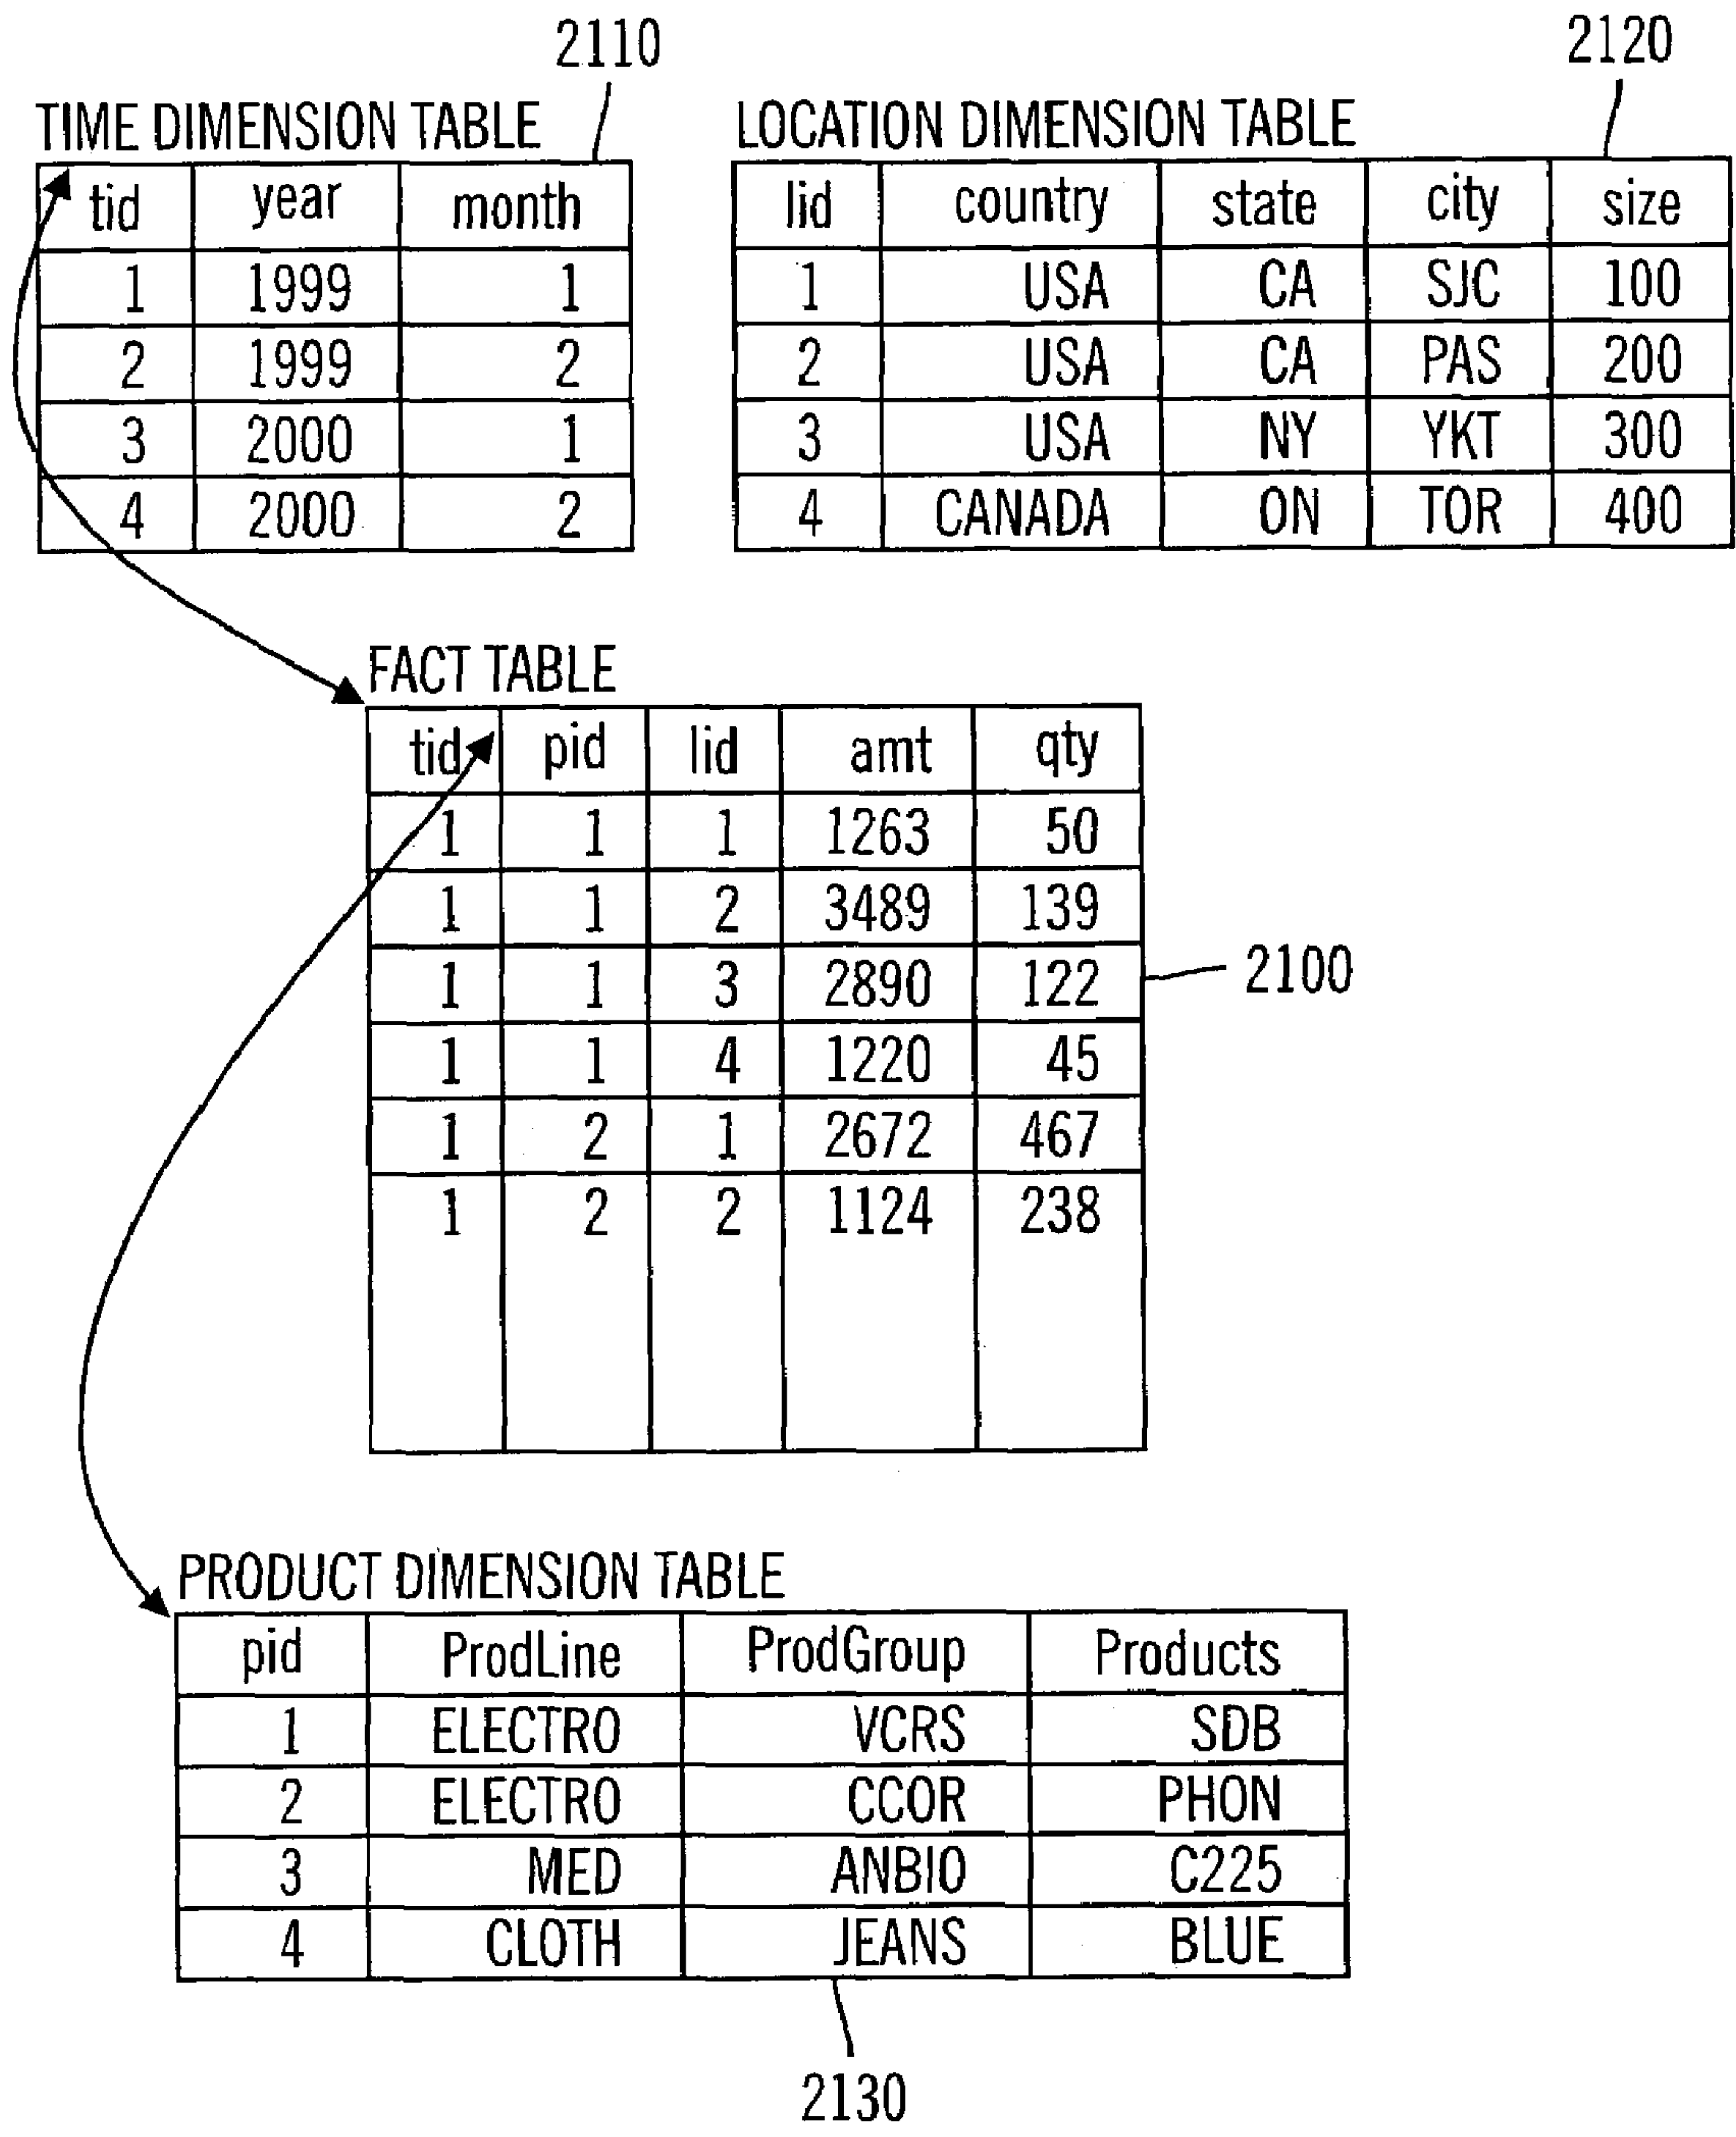 2110
2120
TIME DIMENSION TABLE
tid year month
1 1999 1
2 1999 2
3 2000 1
4 2000 2
LOCATION DIMENSION TABLE
lid country state city size
1 USA CA SJC 100
2 USA CA PAS 200
3 USA NY YKT 300
4 CANADA ON TOR 400
FACT TABLE
tid pid lid amt qty
1 1 1 1263 50
1 1 2 3489 139
1 1 3 2890 122
1 1 4 1220 45
1 2 1 2672 467
1 2 2 1124 238
2100
PRODUCT DIMENSION TABLE
pid ProdLine ProdGroup Products
1 ELECTRO VCRS SDB
2 ELECTRO CCOR PHON
3 MED ANBIO C225
4 CLOTH JEANS BLUE
2130